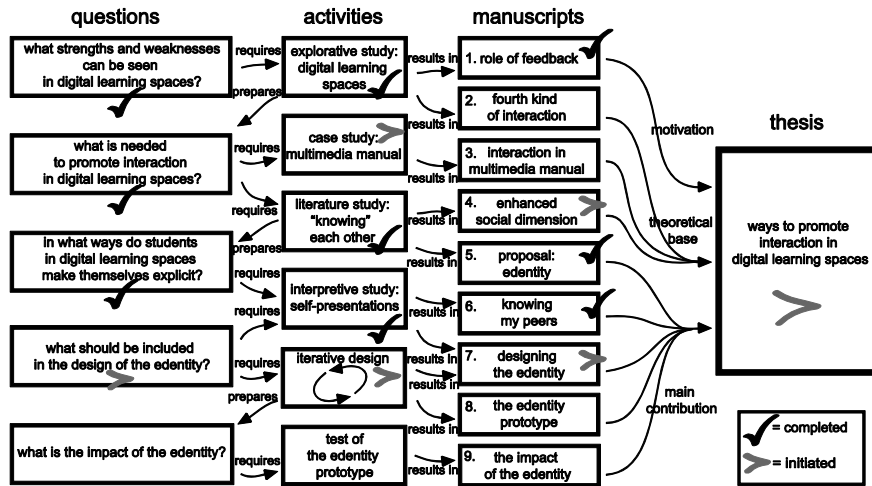 questions
activities
manuscripts
thesis
what strengths and weaknesses
can be seen
in digital learning spaces?
requires
explorative study:
digital learning
spaces
results in
1. role of feedback
prepares
2. fourth kind
of interaction
what is needed
to promote interaction
in digital learning spaces?
requires
case study:
multimedia manual
results in
results in
3. interaction in
multimedia manual
motivation
requires
literature study:
"knowing"
each other
results in
4. enhanced
social dimension
theoretical
base
prepares
in what ways do students
in digital learning spaces
make themselves explicit?
results in
5. proposal:
edentity
requires
interpretive study:
self-presentations
results in
6. knowing
my peers
requires
what should be included
in the design of the edentity?
requires
iterative design
results in
results in
7. designing
the edentity
prepares
results in
8. the edentity
prototype
main
contribution
what is the impact of the edentity?
requires
test of
the edentity
prototype
results in
9. the impact
of the edentity
ways to promote
interaction in
digital learning spaces
= completed
= initiated